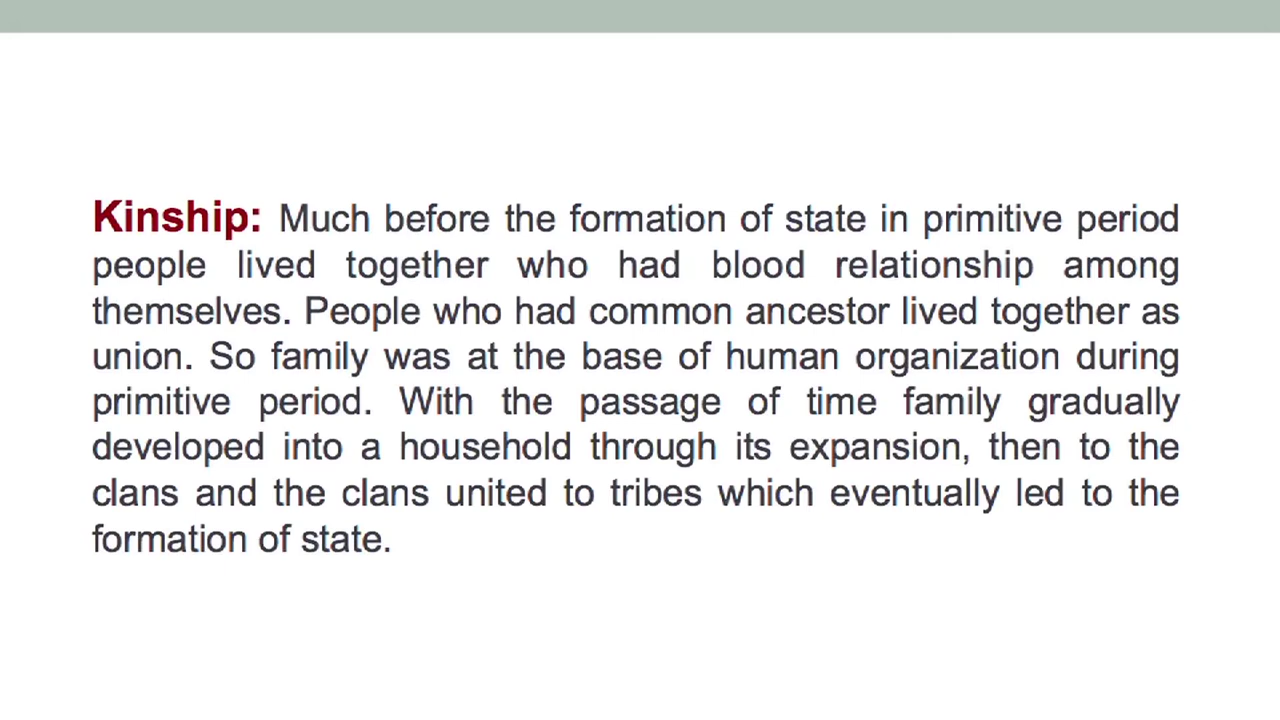 Kinship: Much before the formation of state in primitive period
people lived together who had blood relationship among
themselves. People who had common ancestor lived together as
union. So family was at the base of human organization during
primitive period. With the passage of time family gradually
developed into a household through its expansion, then to the
clans and the clans united to tribes which eventually led to the
formation of state.